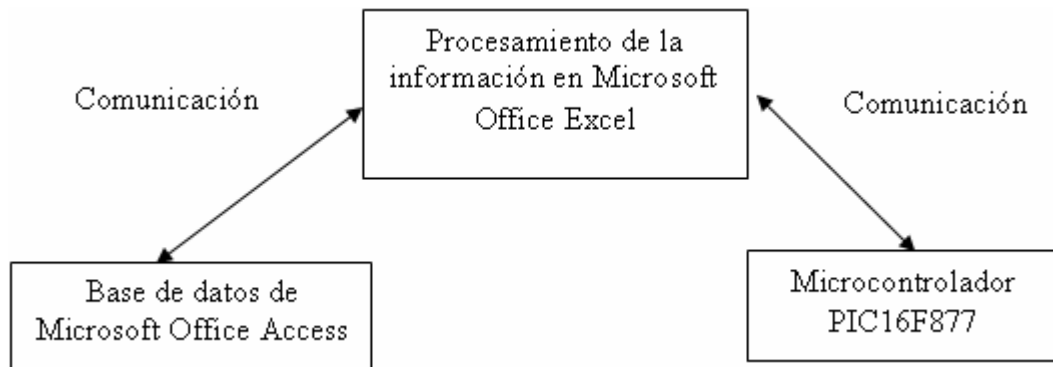 Procesamiento de la
información en Microsoft
Office Excel
Comunicación
Comunicación
Base de datos de
Microsoft Office Access
Microcontrolador
PIC16F877